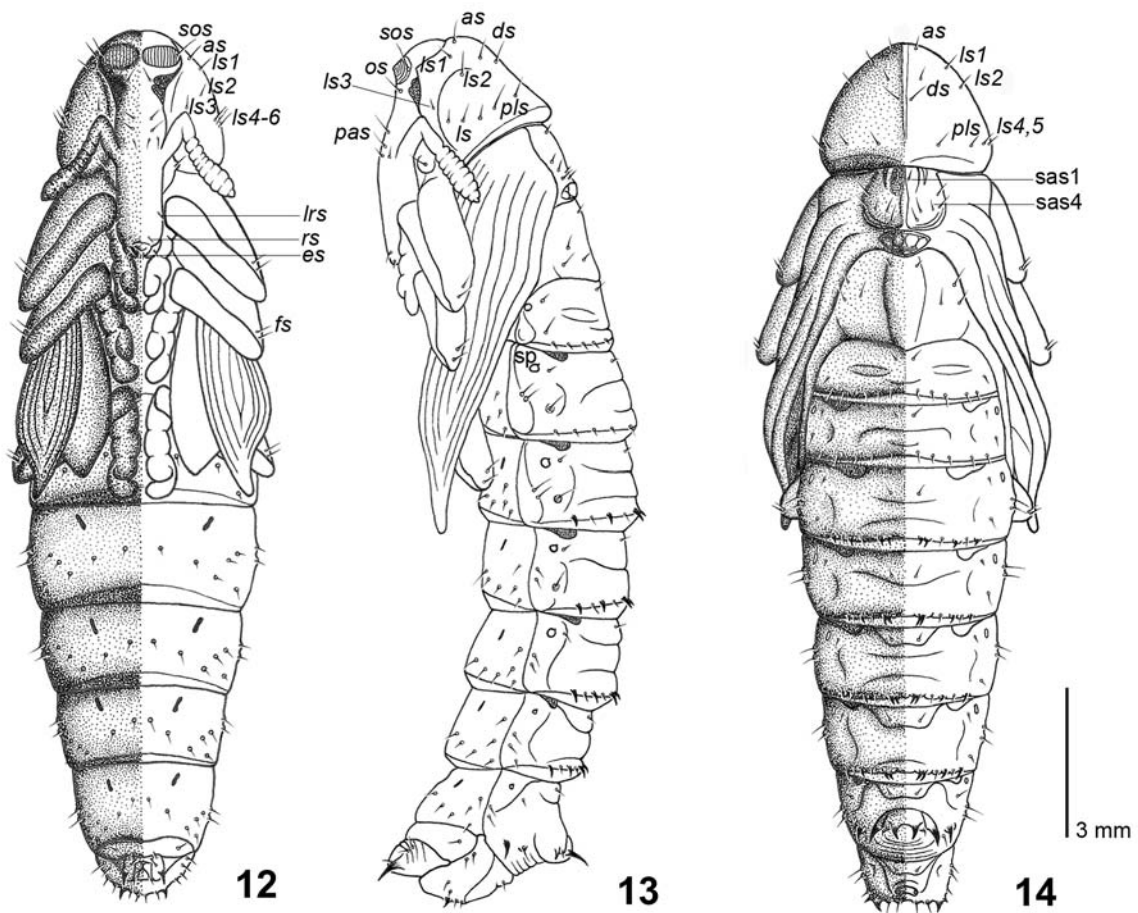 sos
as
ls1
ls2
ls3
ls4-6
lrs
rs
es
fs
12
as
ds
sos
os
ls1
ls2
ls3
pls
ls
pas
sp
13
as
ls1
ls2
ds
pls
ls4,5
sas1
sas4
3 mm
14